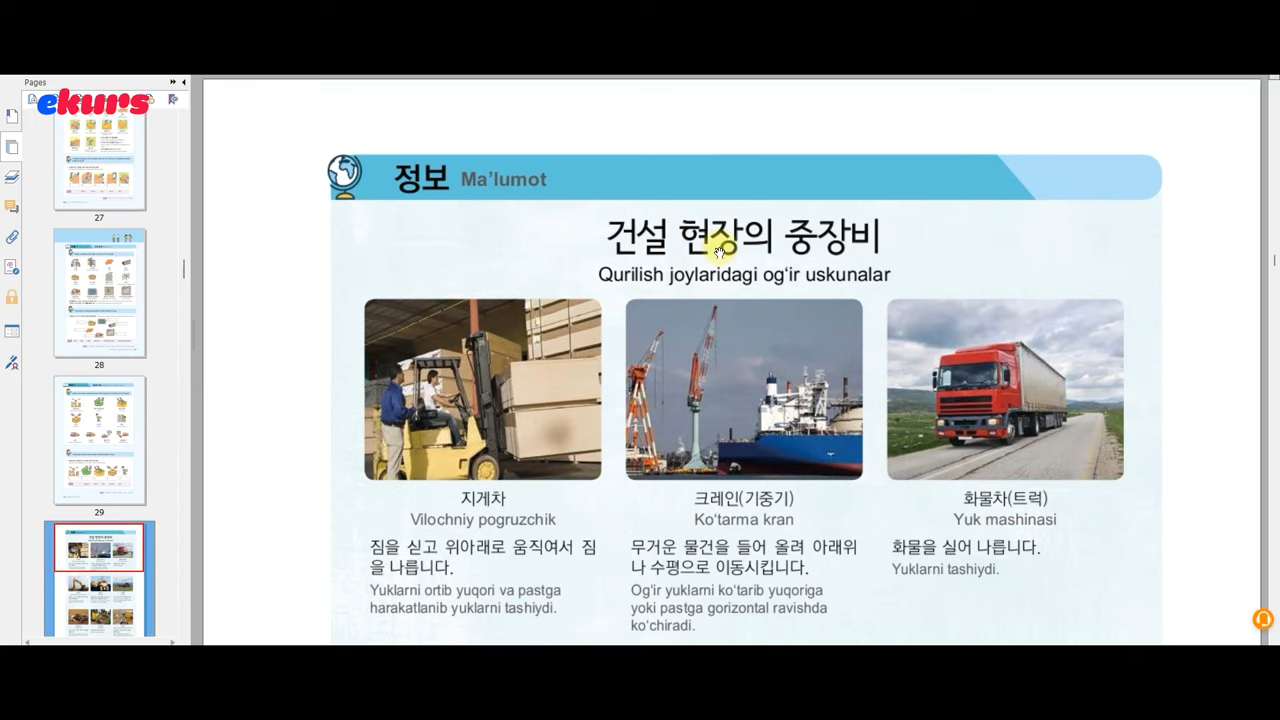 Pages
ekurs
27
28
29
정보 Ma’lumot
건설 현장의 중장비
Qurilish joylaridagi og‘ir uskunalar
지게차
Vilochniy pogruzchik
짐을 싣고 위아래로 움직여서 짐
을 나릅니다.
Yuklarni ortib yuqori va pastga
harakatlanib yuklarni tashiydi.
크레인(기중기)
Ko‘tarma kran
무거운 물건을 들어 올려 아래위
나 수평으로 이동시킵니다.
Og‘ir yuklarni ko‘tarib yuqoriga
yoki pastga gorizontal ravishda
ko‘chiradi.
화물차(트럭)
Yuk mashinasi
화물을 실어 나릅니다.
Yuklarni tashiydi.